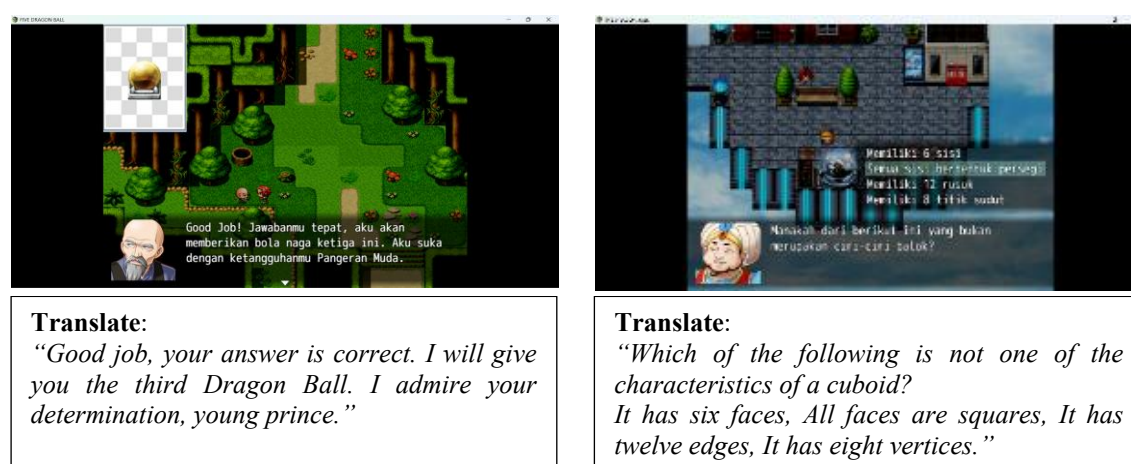 FIVE DRAGON BALL
Good Job! Jawabanmu tepat, aku akan
memberikan bola naga ketiga ini. Aku suka
dengan ketangguhanmu Pangeran Muda.
Translate:
“Good job, your answer is correct. I will give
you the third Dragon Ball. I admire your
determination, young prince.”
Memiliki 6 sisi
Semua sisi berbentuk persegi
Memiliki 12 rusuk
Memiliki 8 titik sudut
Manakah dari berikut ini yang bukan
merupakan ciri-ciri balok?
Translate:
“Which of the following is not one of the
characteristics of a cuboid?
It has six faces, All faces are squares, It has
twelve edges, It has eight vertices.”